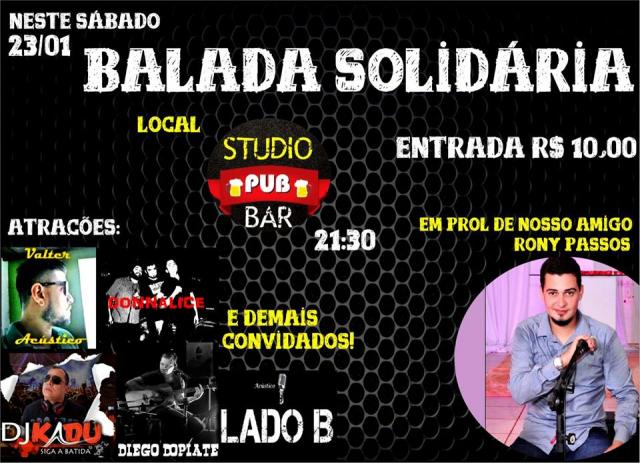 NESTE SÁBADO
23/01
BALADA SOLIDÁRIA
LOCAL
STUDIO
PUB
BAR
ENTRADA R$ 10,00
21:30
ATRAÇÕES:
EM PROL DE NOSSO AMIGO
RONY PASSOS
Valter
Acústico
DONNALICE
E DEMAIS
CONVIDADOS!
DJ KADU
SIGA A BATIDA
DIEGO DOPIATE
Acústico
LADO B